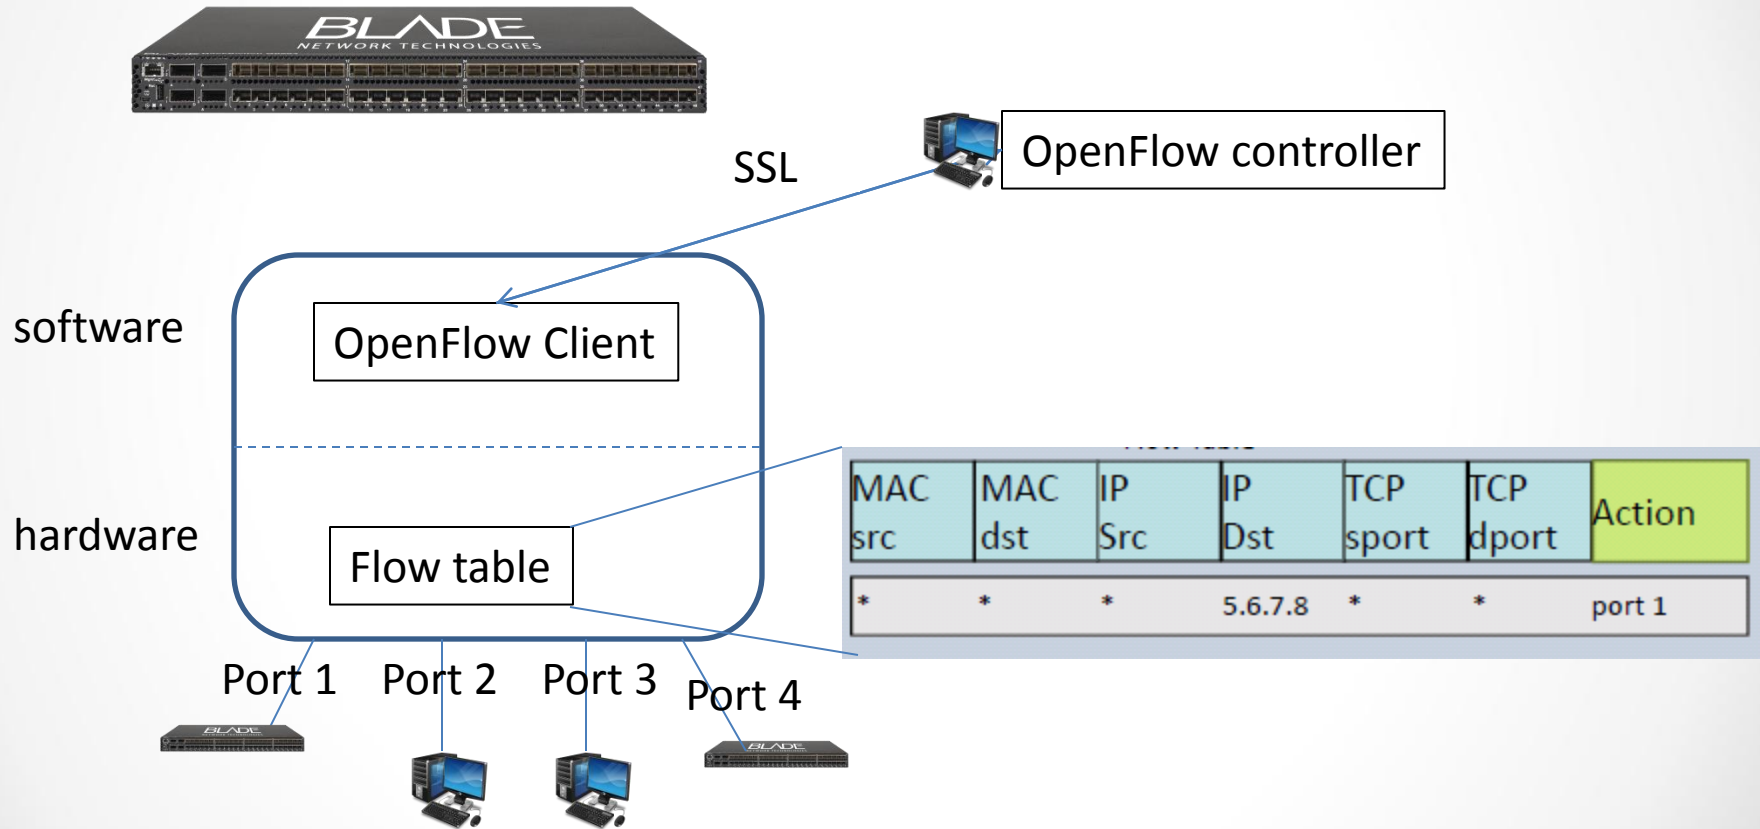 BLADE
NETWORK TECHNOLOGIES
SSL
OpenFlow controller
software
OpenFlow Client
hardware
Flow table
MAC src
MAC dst
IP Src
IP Dst
TCP sport
TCP dport
Action
*
*
*
5.6.7.8
*
*
port 1
Port 1
Port 2
Port 3
Port 4
BLADE
BLADE